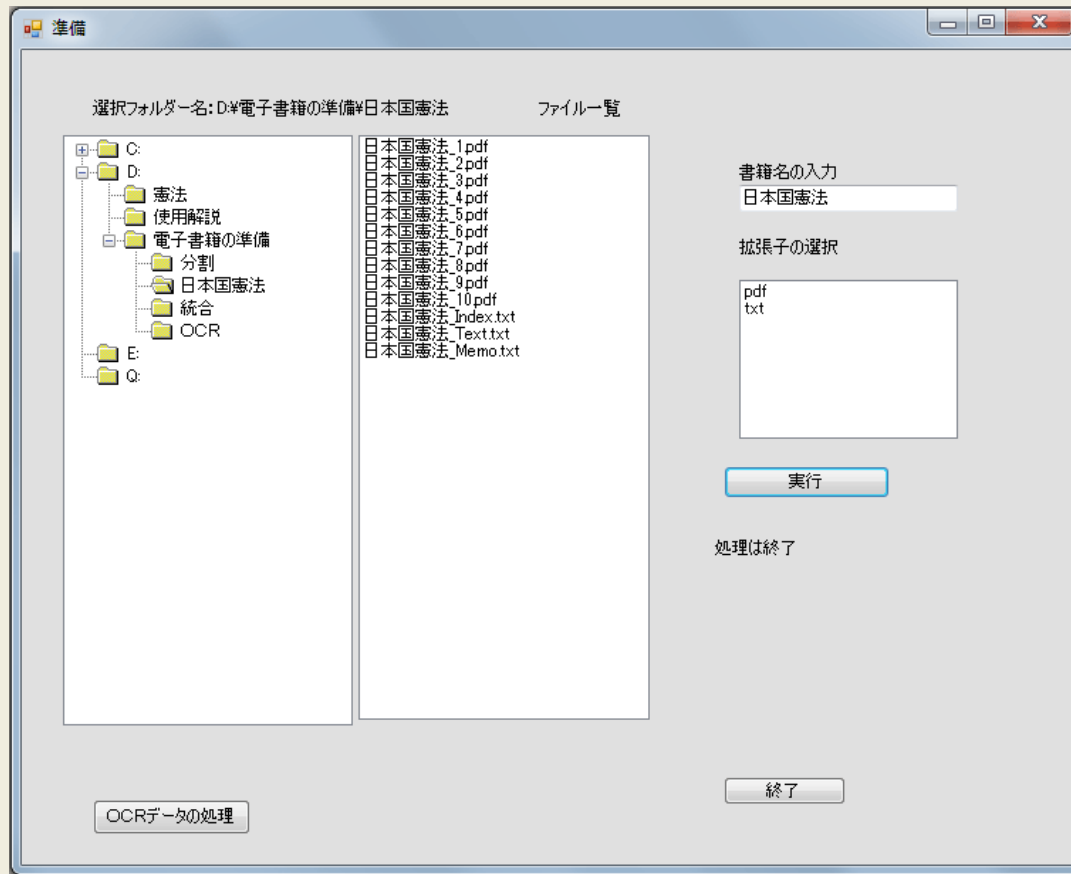 準備
選択フォルダー名: D:¥電子書籍の準備¥日本国憲法
ファイル一覧
C:
D:
憲法
使用解説
電子書籍の準備
分割
日本国憲法
統合
OCR
E:
Q:
日本国憲法_1.pdf
日本国憲法_2.pdf
日本国憲法_3.pdf
日本国憲法_4.pdf
日本国憲法_5.pdf
日本国憲法_6.pdf
日本国憲法_7.pdf
日本国憲法_8.pdf
日本国憲法_9.pdf
日本国憲法_10.pdf
日本国憲法_Index.txt
日本国憲法_Text.txt
日本国憲法_Memo.txt
書籍名の入力
日本国憲法
拡張子の選択
pdf
txt
実行
処理は終了
終了
OCRデータの処理